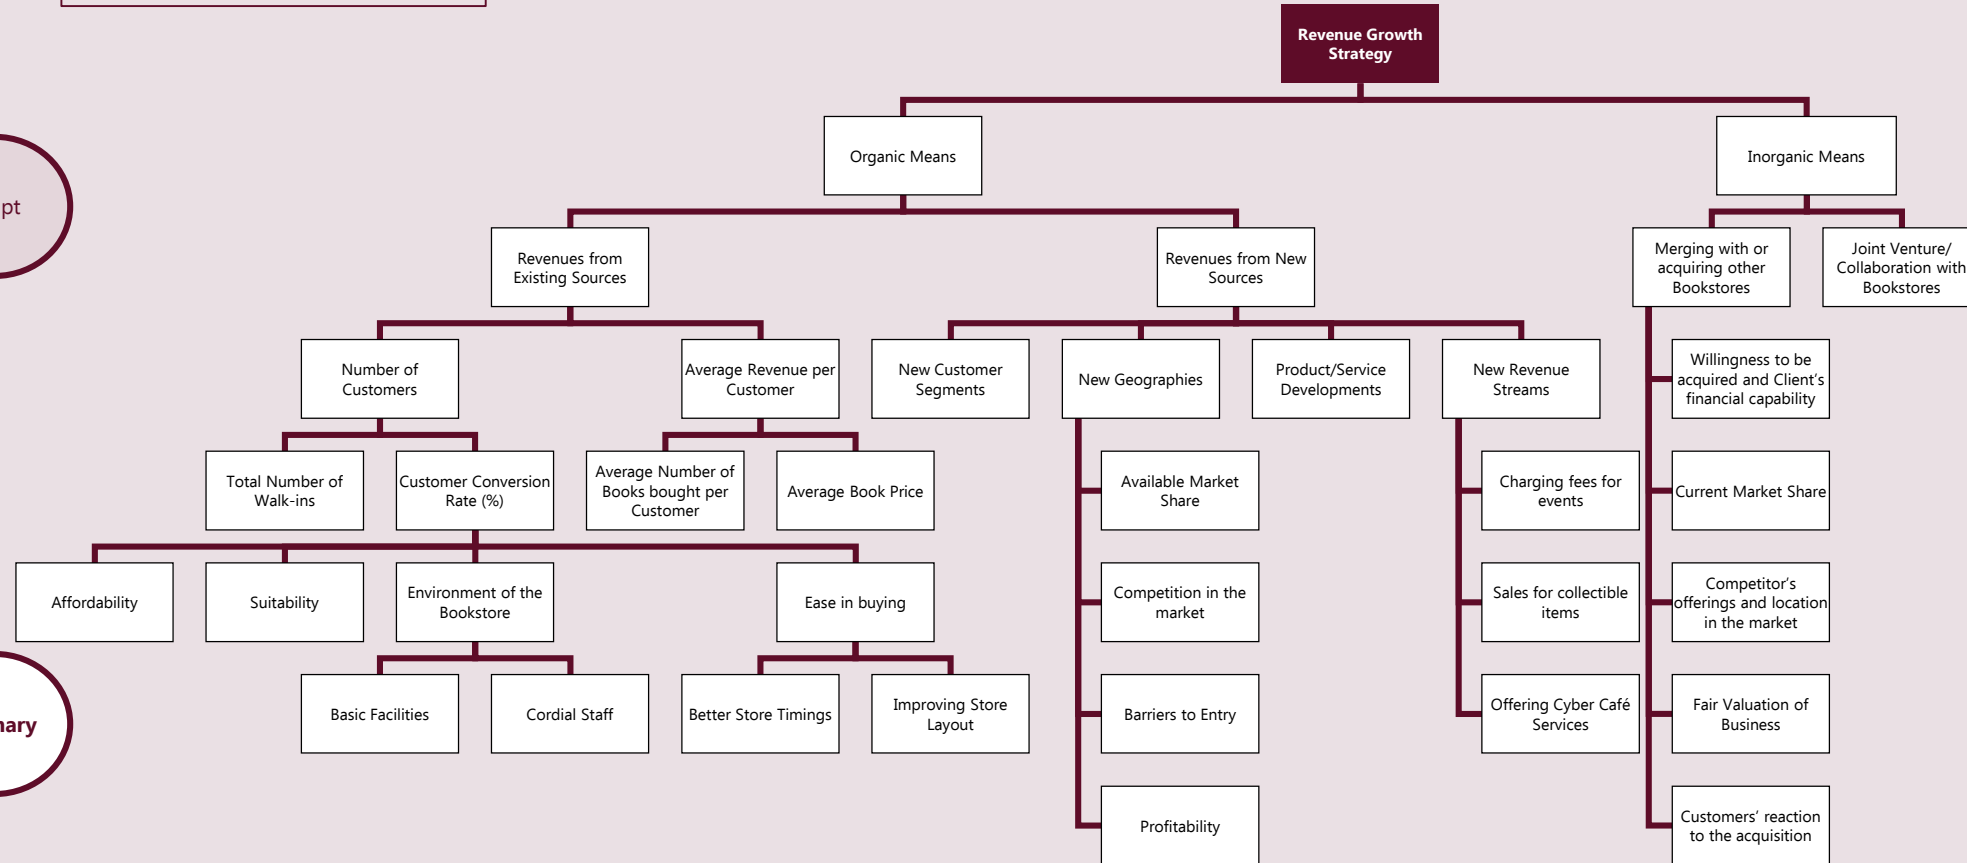 Revenue Growth
Strategy
Organic Means
Inorganic Means
pt
Revenues from
Existing Sources
Revenues from New
Sources
Merging with or
acquiring other
Bookstores
Joint Venture/
Collaboration with
Bookstores
Number of
Customers
Average Revenue per
Customer
New Customer
Segments
New Geographies
Product/Service
Developments
New Revenue
Streams
Willingness to be
acquired and Client’s
financial capability
Total Number of
Walk-ins
Customer Conversion
Rate (%)
Average Number of
Books bought per
Customer
Average Book Price
Available Market
Share
Charging fees for
events
Current Market Share
Affordability
Suitability
Environment of the
Bookstore
Ease in buying
Competition in the
market
Sales for collectible
items
Competitor’s
offerings and location
in the market
nary
Basic Facilities
Cordial Staff
Better Store Timings
Improving Store
Layout
Barriers to Entry
Offering Cyber Café
Services
Fair Valuation of
Business
Profitability
Customers’ reaction
to the acquisition